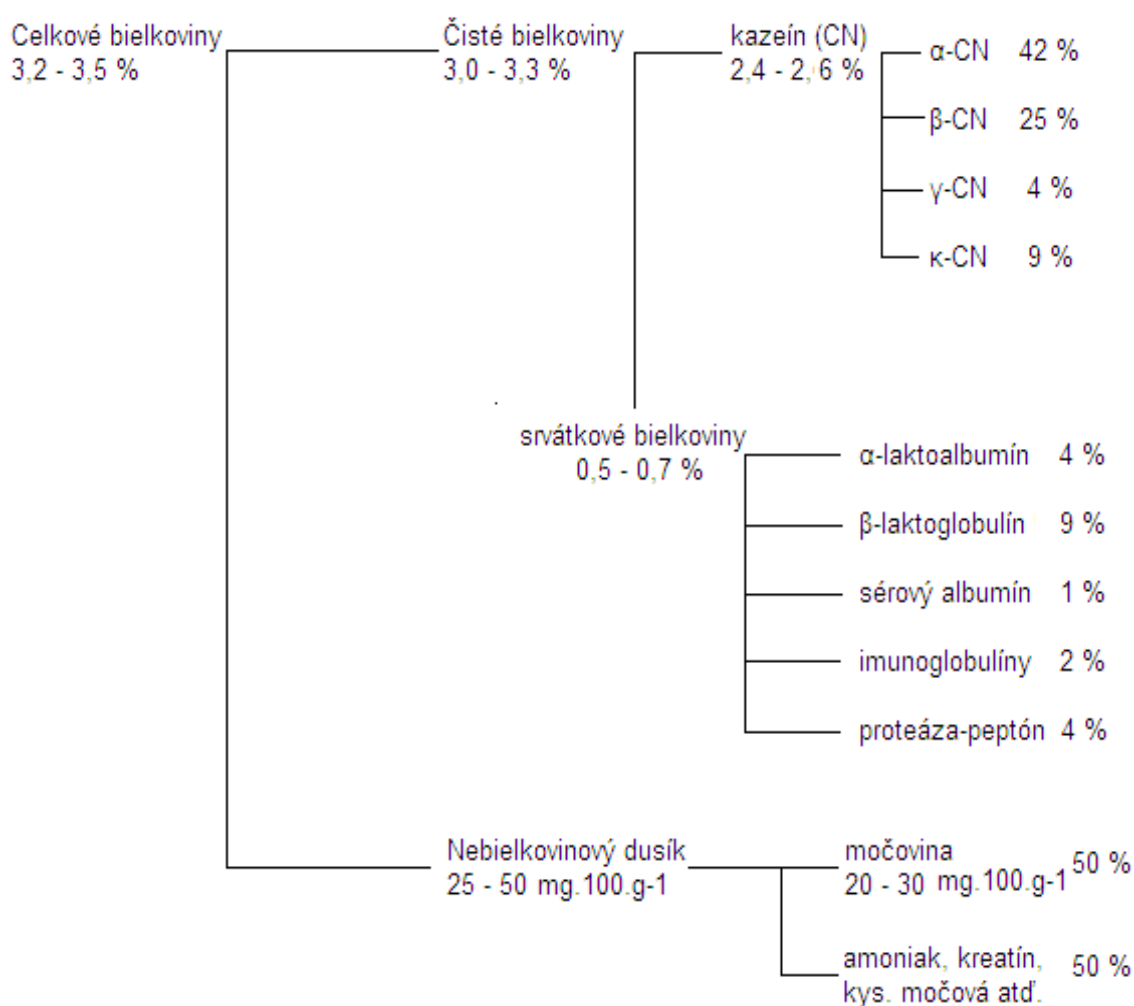 Celkové bielkoviny
3,2 - 3,5 %
Čisté bielkoviny
3,0 - 3,3 %
kazeín (CN)
2,4 - 2,6 %
α-CN 42 %
β-CN 25 %
γ-CN 4 %
κ-CN 9 %
srvátkové bielkoviny
0,5 - 0,7 %
α-laktoalbumín 4 %
β-laktoglobulín 9 %
sérový albumín 1 %
imunoglobulíny 2 %
proteáza-peptón 4 %
Nebielkovinový dusík
25 - 50 mg.100.g-1
močovina 50 %
20 - 30 mg.100.g-1
amoniak, kreatín, 50 %
kys. močová atď.